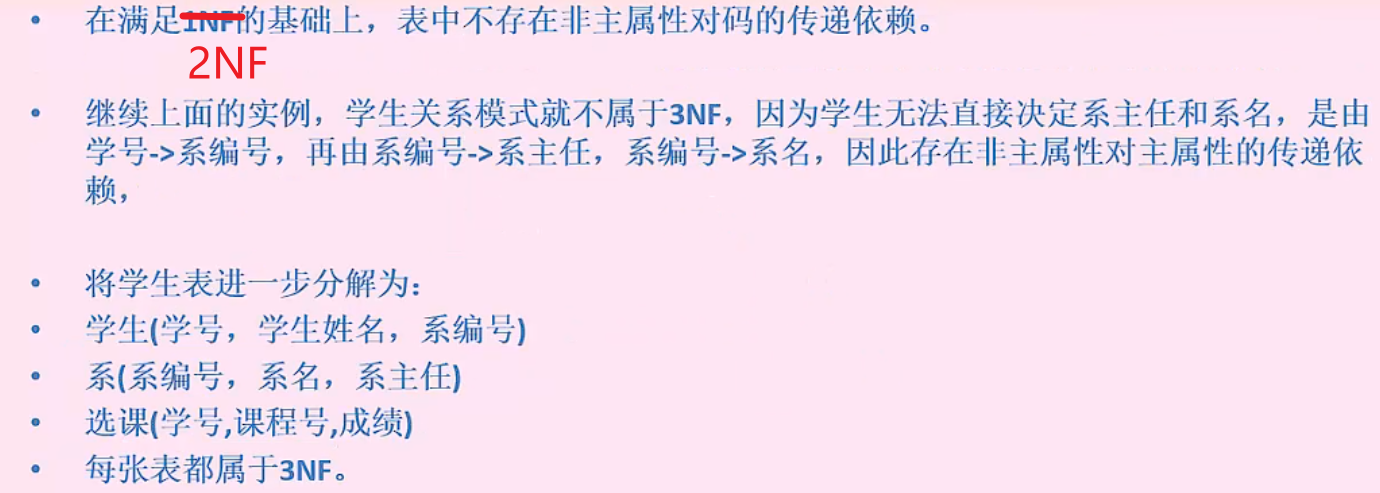 • 在满足1NF的基础上，表中不存在非主属性对码的传递依赖。
2NF
• 继续上面的实例，学生关系模式就不属于3NF，因为学生无法直接决定系主任和系名，是由
学号->系编号，再由系编号->系主任，系编号->系名，因此存在非主属性对主属性的传递依
赖，
• 将学生表进一步分解为：
• 学生(学号，学生姓名，系编号)
• 系(系编号，系名，系主任)
• 选课(学号,课程号,成绩)
• 每张表都属于3NF。